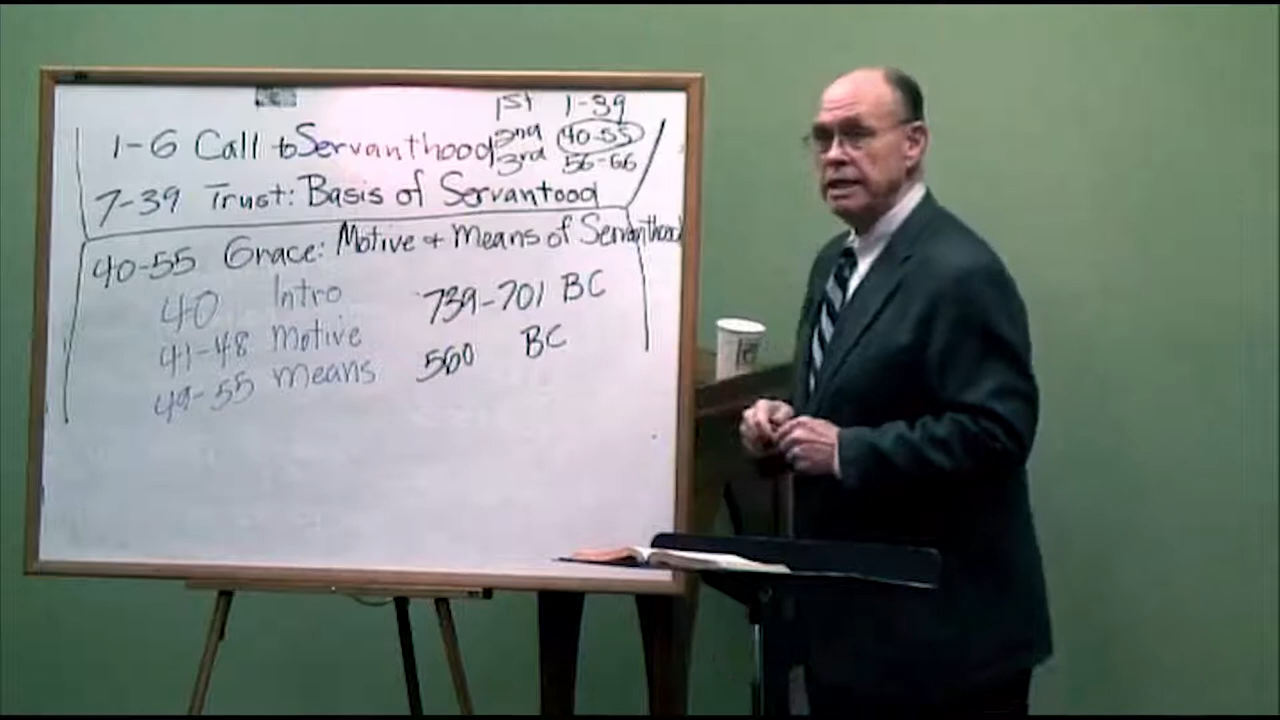 1st 1-39
1-6 Call to Servanthood 2nd 40-55
3rd 56-66
7-39 Trust: Basis of Servantood
40-55 Grace: Motive + Means of Servanthood
40 Intro 739-701 BC
41-48 Motive
560 BC
49-55 means